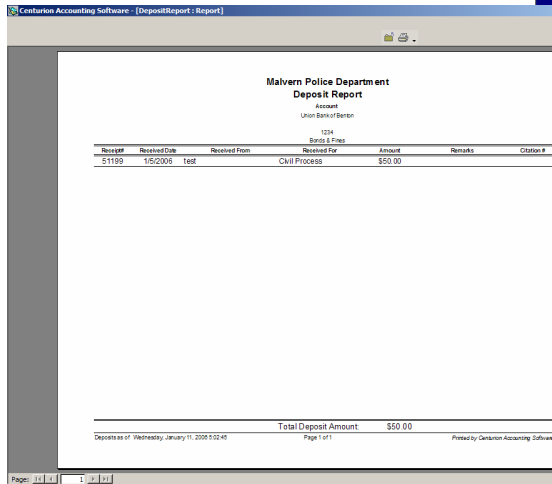 Centurion Accounting Software - [DepositReport : Report]
Malvern Police Department
Deposit Report
Account
Union Bank of Benton
1234
Bonds & Fines
Receipt# Received Date Received From Received For Amount Remarks Citation #
51199 1/5/2006 test Civil Process $50.00
Total Deposit Amount: $50.00
Deposits as of Wednesday, January 11, 2006 5:02:45 Page 1 of 1 Printed by Centurion Accounting Software
Page: 1